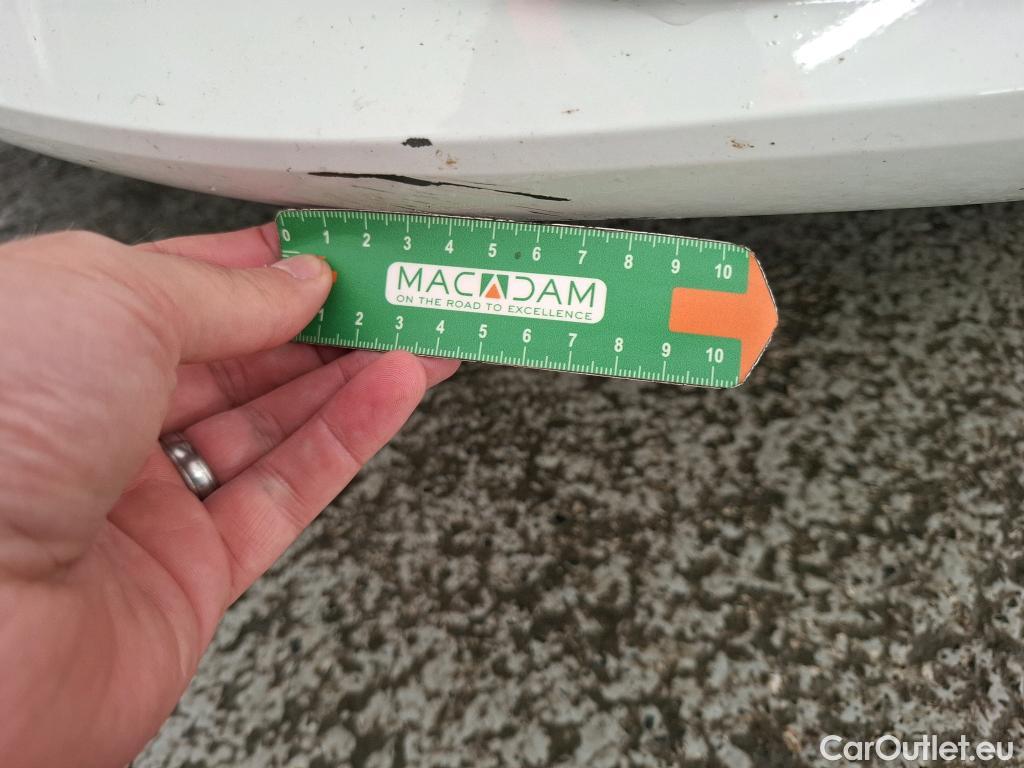 0 1 2 3 4 5 6 7 8 9 10
MACADAM
ON THE ROAD TO EXCELLENCE
1 2 3 4 5 6 7 8 9 10
CarOutlet.eu